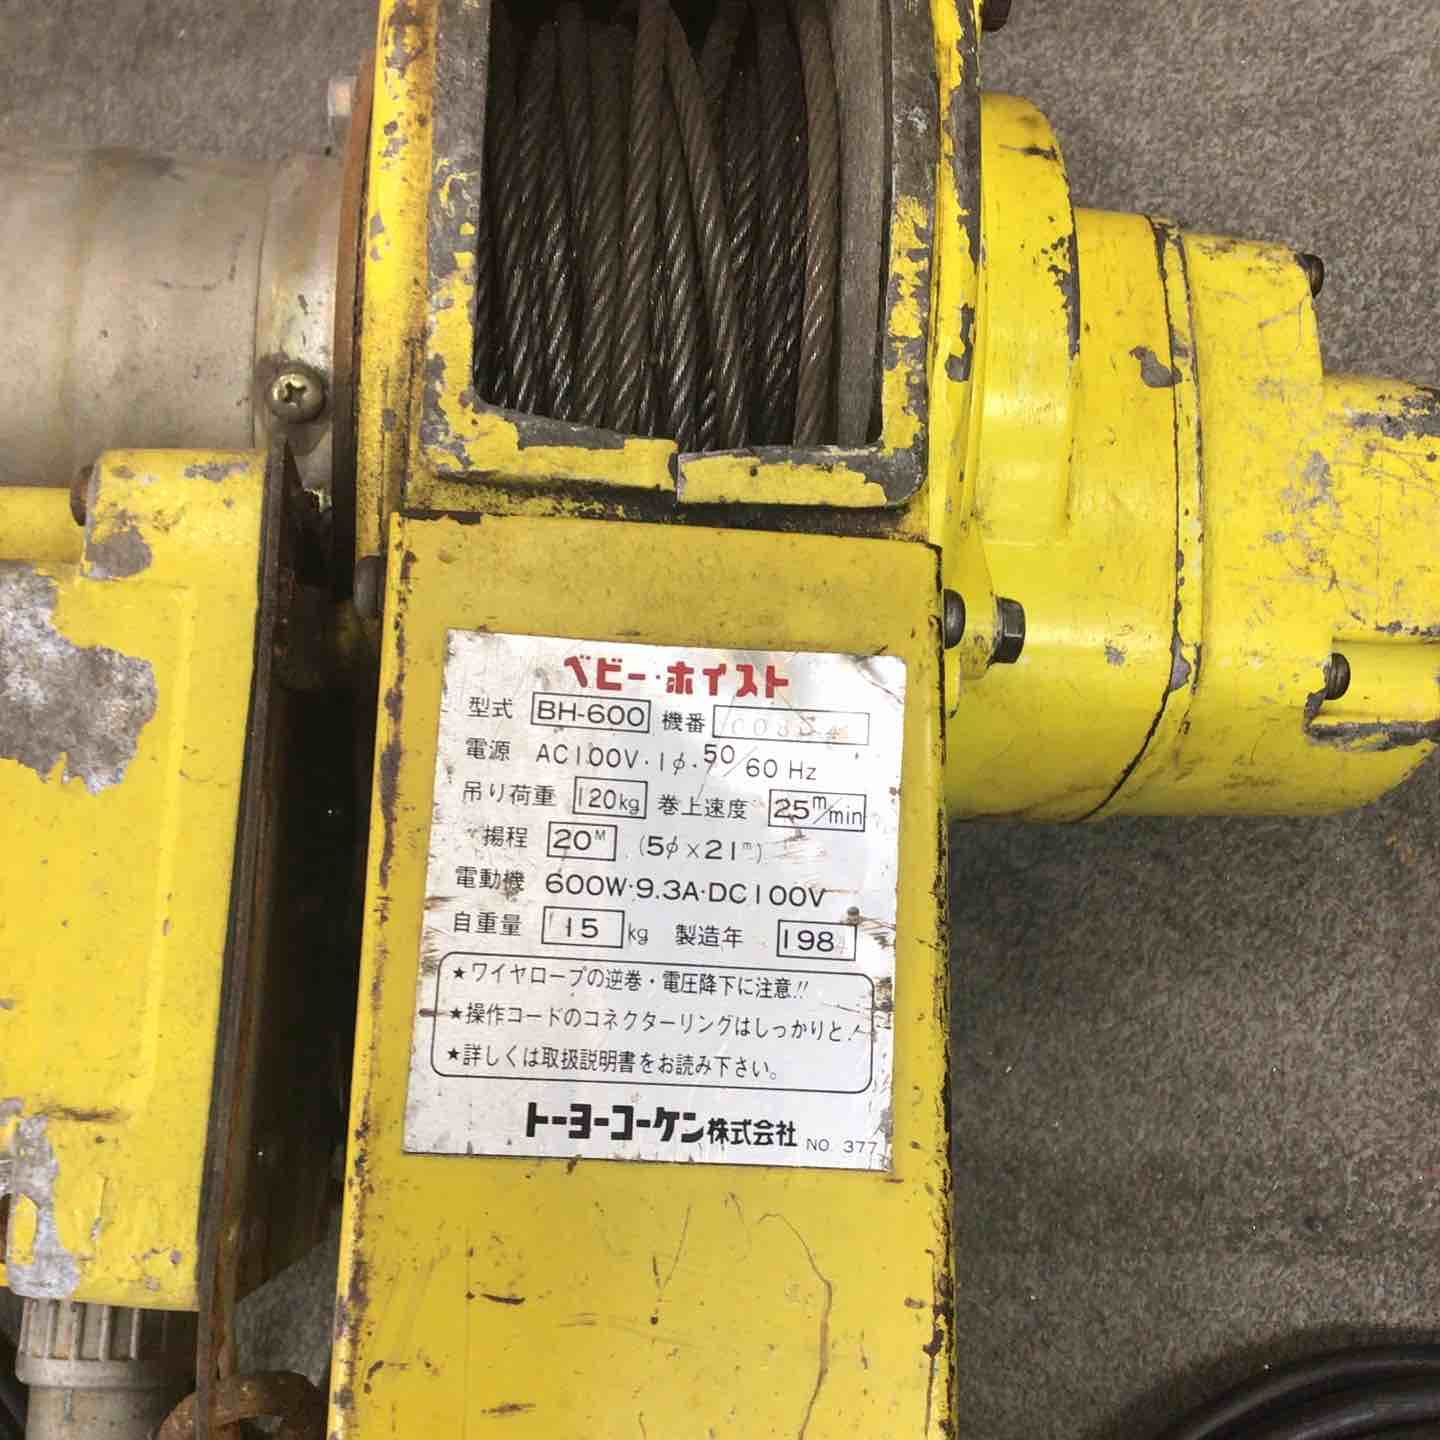 ベビー・ホイスト
型式 BH-600 機番
電源 AC100V・1φ・50/60 Hz
吊り荷重 120kg 巻上速度 25m/min
揚程 20M (5φ×21m)
電動機 600W・9.3A・DC100V
自重量 15 kg 製造年 198
★ワイヤロープの逆巻・電圧降下に注意!!
★操作コードのコネクターリングはしっかりと!
★詳しくは取扱説明書をお読み下さい。
トーヨーコーケン株式会社 NO. 377